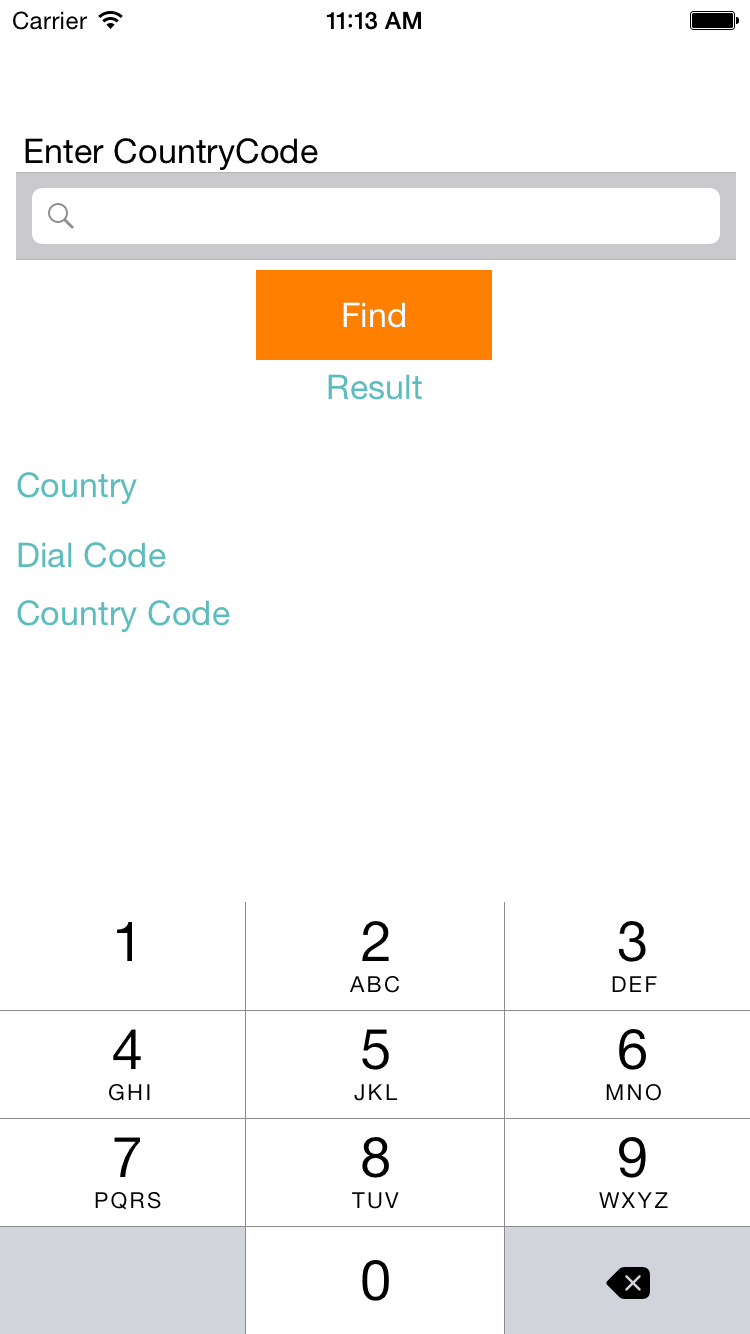 Carrier 11:13 AM
Enter CountryCode
Find
Result
Country
Dial Code
Country Code
1 2 3
ABC DEF
4 5 6
GHI JKL MNO
7 8 9
PQRS TUV WXYZ
0